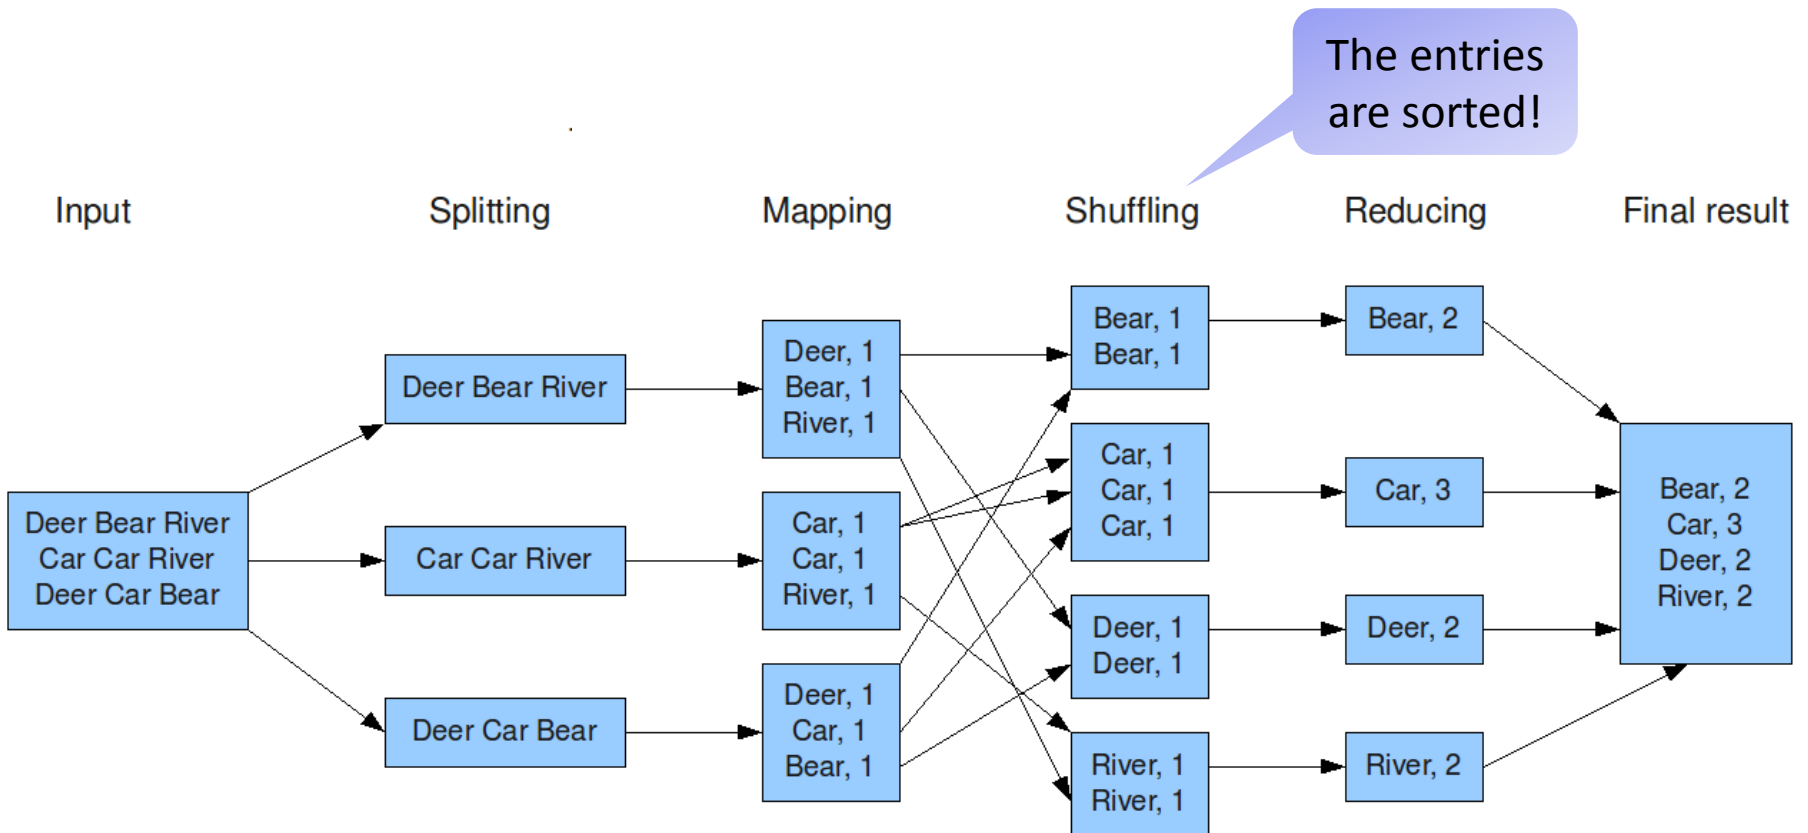 The entries
are sorted!
Input
Splitting
Mapping
Shuffling
Reducing
Final result
Deer Bear River
Car Car River
Deer Car Bear
Deer Bear River
Car Car River
Deer Car Bear
Deer, 1
Bear, 1
River, 1
Car, 1
Car, 1
River, 1
Deer, 1
Car, 1
Bear, 1
Bear, 1
Bear, 1
Car, 1
Car, 1
Car, 1
Deer, 1
Deer, 1
River, 1
River, 1
Bear, 2
Car, 3
Deer, 2
River, 2
Bear, 2
Car, 3
Deer, 2
River, 2